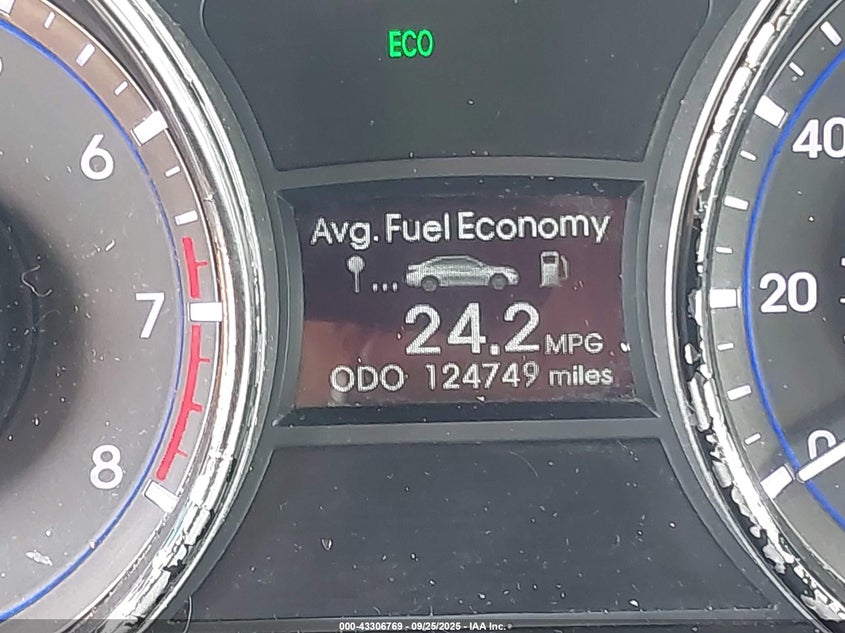 ECO
6
7
8
Avg. Fuel Economy
24.2 MPG
ODO 124749 miles
40
20
0
000-43306769 - 09/25/2025 - IAA Inc.